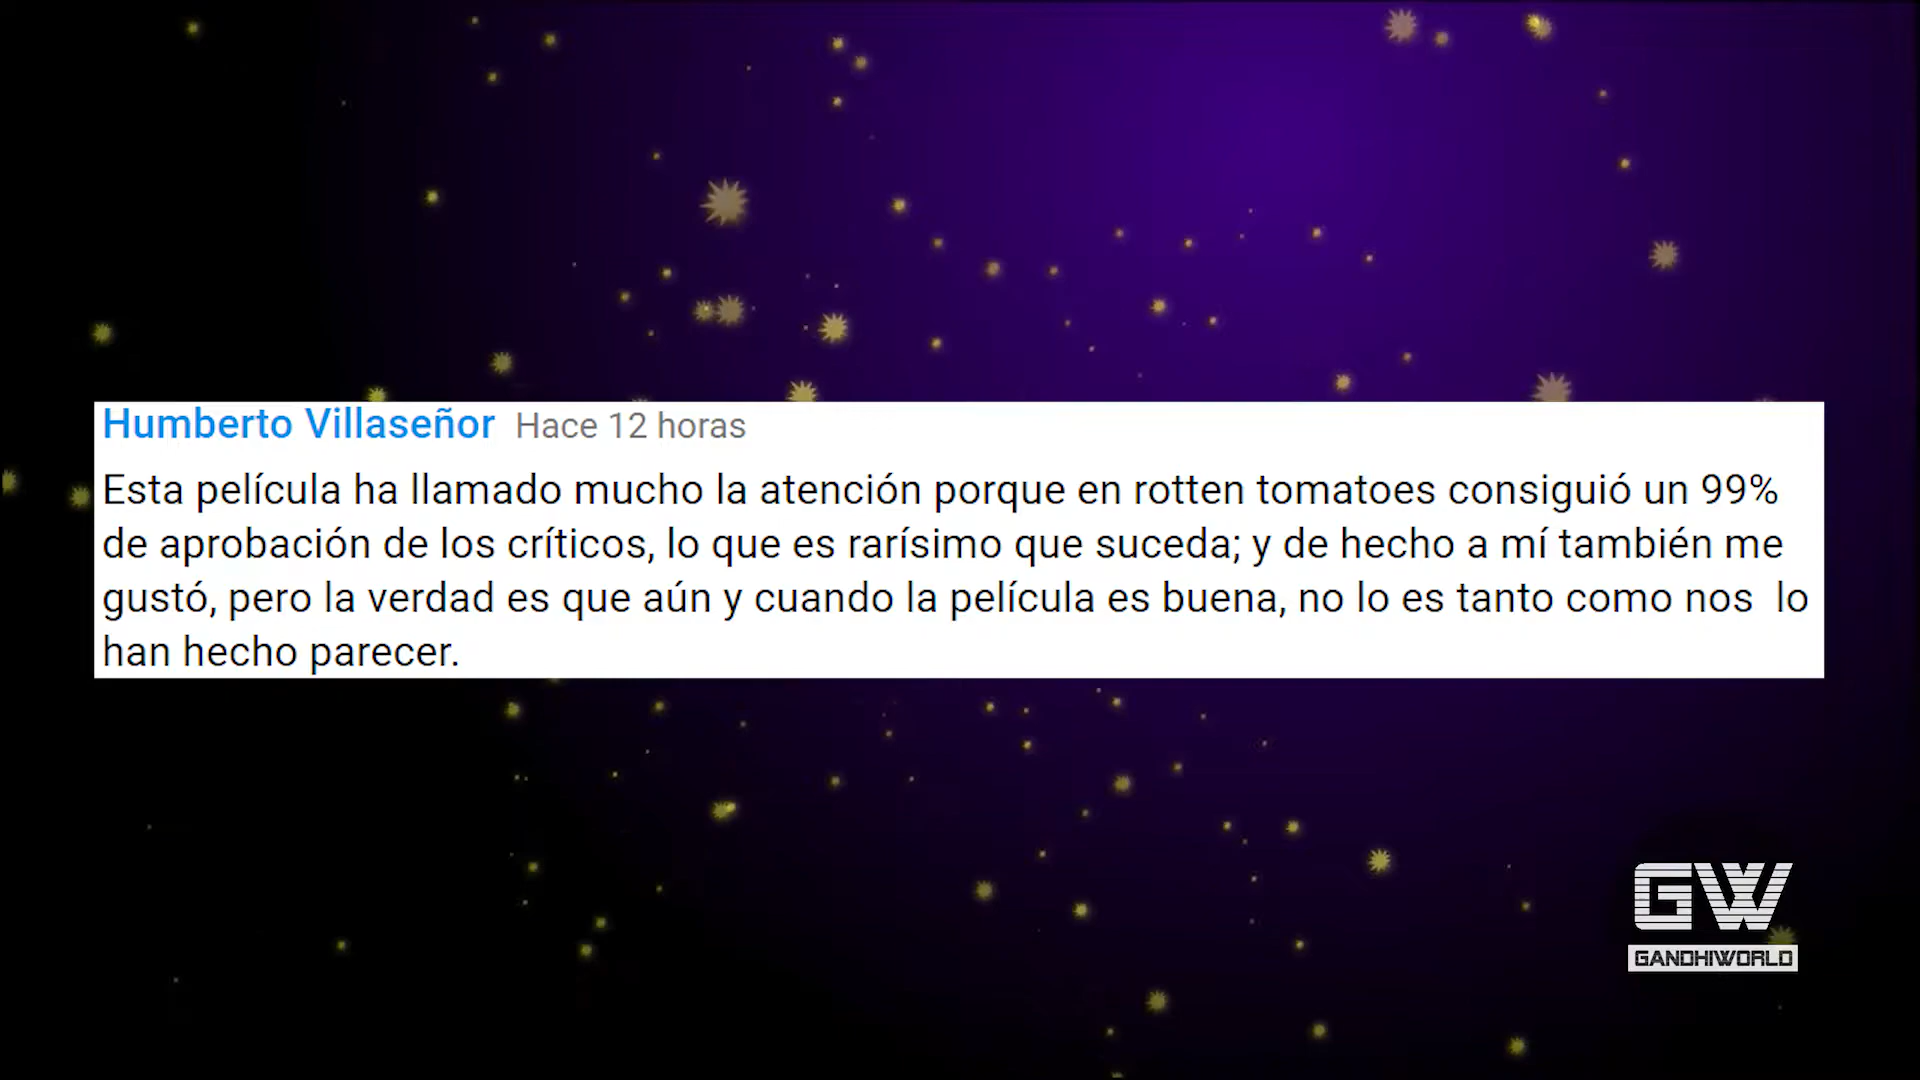 Humberto Villaseñor Hace 12 horas
Esta película ha llamado mucho la atención porque en rotten tomatoes consiguió un 99%
de aprobación de los críticos, lo que es rarísimo que suceda; y de hecho a mí también me
gustó, pero la verdad es que aún y cuando la película es buena, no lo es tanto como nos  lo
han hecho parecer.
GW
GANDHIWORLD